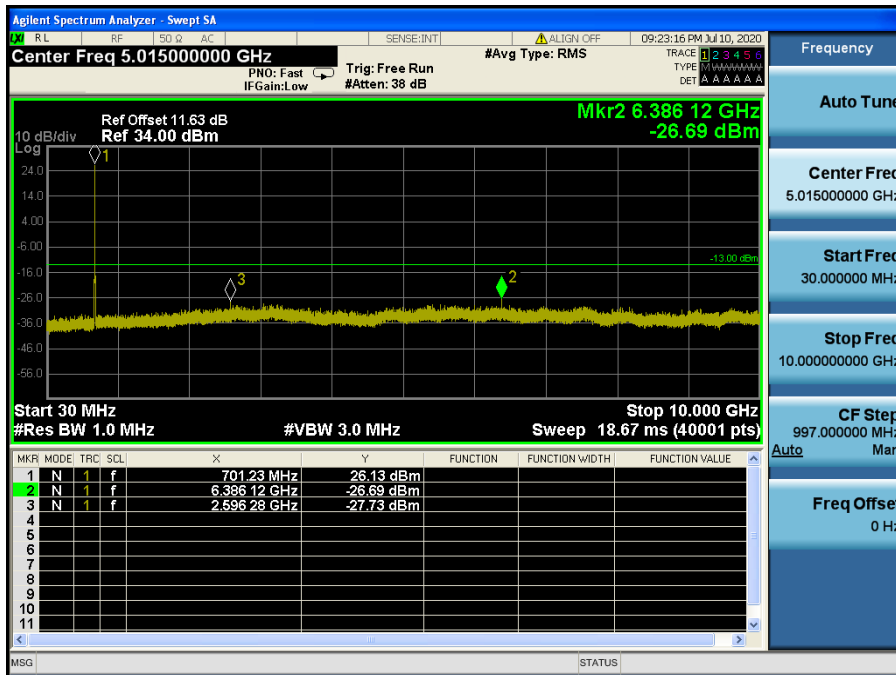 Agilent Spectrum Analyzer - Swept SA
LXI RL RF 50 Ω AC SENSE:INT ALIGN OFF 09:23:16 PM Jul 10, 2020
Center Freq 5.015000000 GHz
PNO: Fast
IFGain:Low
Trig: Free Run
#Atten: 38 dB
#Avg Type: RMS
TRACE 1 2 3 4 5 6
TYPE M WWWWW
DET A A A A A A
Ref Offset 11.63 dB
10 dB/div Ref 34.00 dBm
Log
Mkr2 6.386 12 GHz
-26.69 dBm
1
24.0
14.0
4.00
-6.00
-13.00 dBm
-16.0
3
2
-26.0
-36.0
-46.0
-56.0
Start 30 MHz Stop 10.000 GHz
#Res BW 1.0 MHz #VBW 3.0 MHz Sweep 18.67 ms (40001 pts)
MKR MODE TRC SCL X Y FUNCTION FUNCTION WIDTH FUNCTION VALUE
1 N 1 f 701.23 MHz 26.13 dBm
2 N 1 f 6.386 12 GHz -26.69 dBm
3 N 1 f 2.596 28 GHz -27.73 dBm
4
5
6
7
8
9
10
11
MSG STATUS
Frequency
Auto Tune
Center Freq
5.015000000 GHz
Start Freq
30.000000 MHz
Stop Freq
10.000000000 GHz
CF Step
997.000000 MHz
Auto Man
Freq Offset
0 Hz